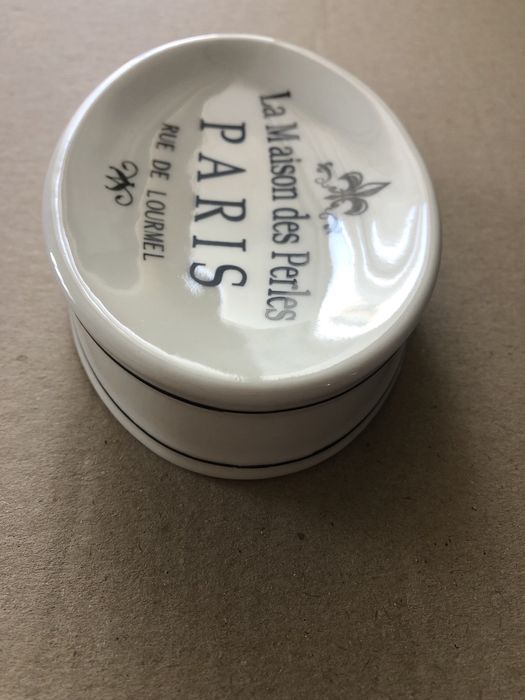 La Maison des Perles
PARIS
RUE DE LOURMEL